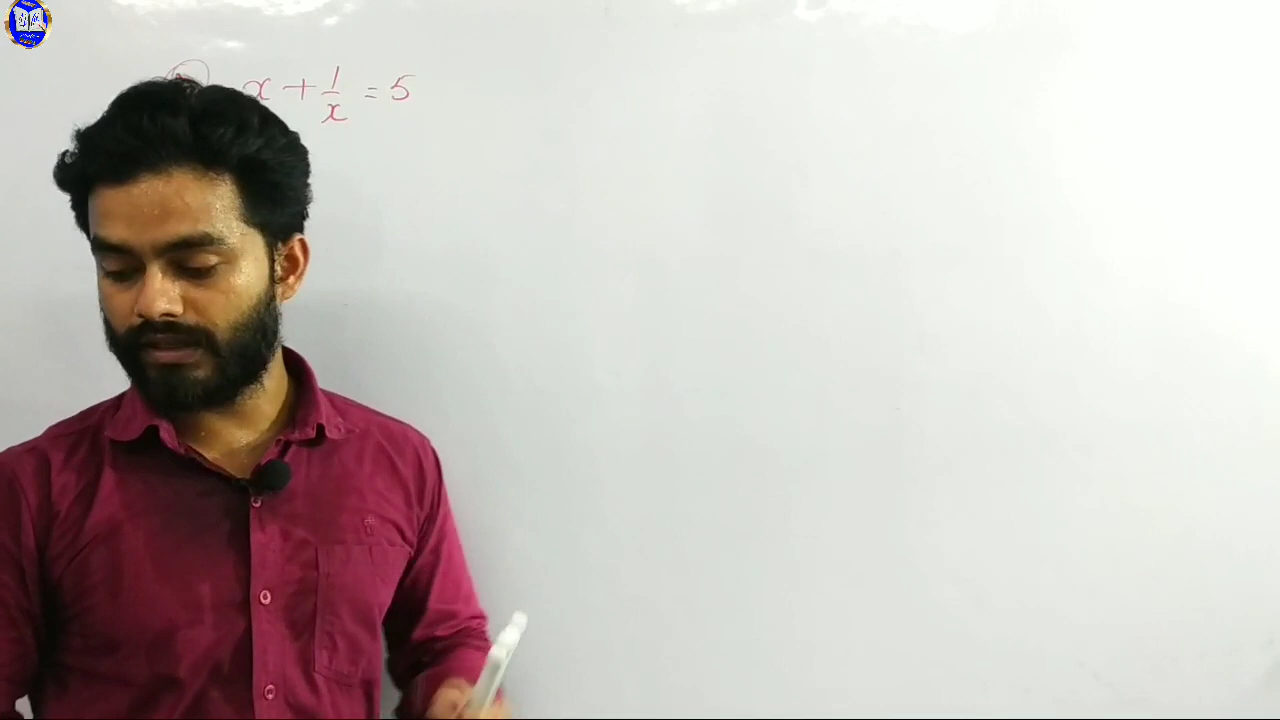 x + 1/x = 5